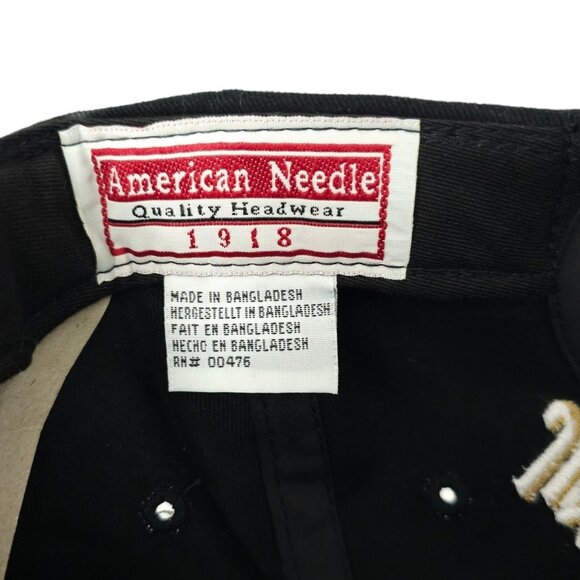 American Needle
Quality Headwear
1918
MADE IN BANGLADESH
HERGESTELLT IN BANGLADESH
FAIT EN BANGLADESH
HECHO EN BANGLADESH
RN# 00476